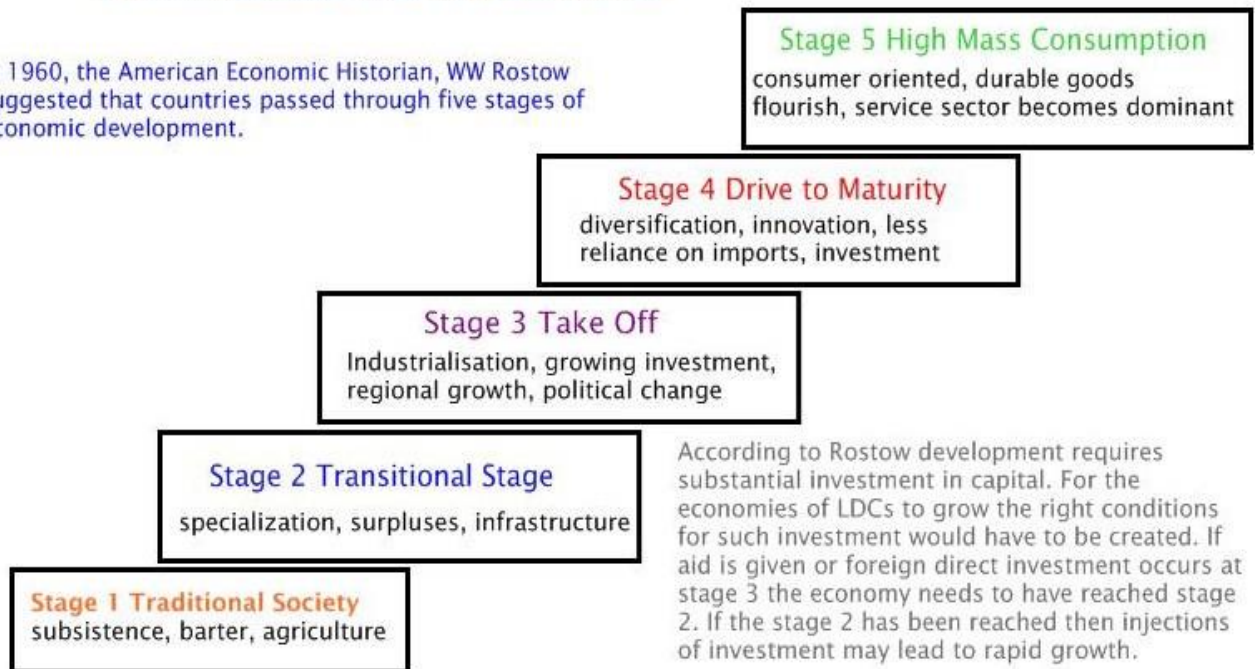 1960, the American Economic Historian, WW Rostow
uggested that countries passed through five stages of
conomic development.
Stage 5 High Mass Consumption
consumer oriented, durable goods
flourish, service sector becomes dominant
Stage 4 Drive to Maturity
diversification, innovation, less
reliance on imports, investment
Stage 3 Take Off
Industrialisation, growing investment,
regional growth, political change
Stage 2 Transitional Stage
specialization, surpluses, infrastructure
Stage 1 Traditional Society
subsistence, barter, agriculture
According to Rostow development requires
substantial investment in capital. For the
economies of LDCs to grow the right conditions
for such investment would have to be created. If
aid is given or foreign direct investment occurs at
stage 3 the economy needs to have reached stage
2. If the stage 2 has been reached then injections
of investment may lead to rapid growth.